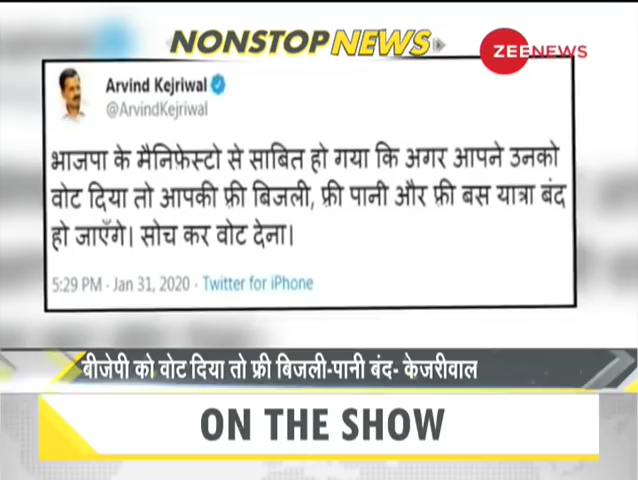 NONSTOP NEWS
ZEE NEWS
Arvind Kejriwal
@ArvindKejriwal
भाजपा के मैनिफ़ेस्टो से साबित हो गया कि अगर आपने उनको
वोट दिया तो आपकी फ़्री बिजली, फ़्री पानी और फ़्री बस यात्रा बंद
हो जाएँगे। सोच कर वोट देना।
5:29 PM · Jan 31, 2020 · Twitter for iPhone
बीजेपी को वोट दिया तो फ्री बिजली-पानी बंद- केजरीवाल
ON THE SHOW